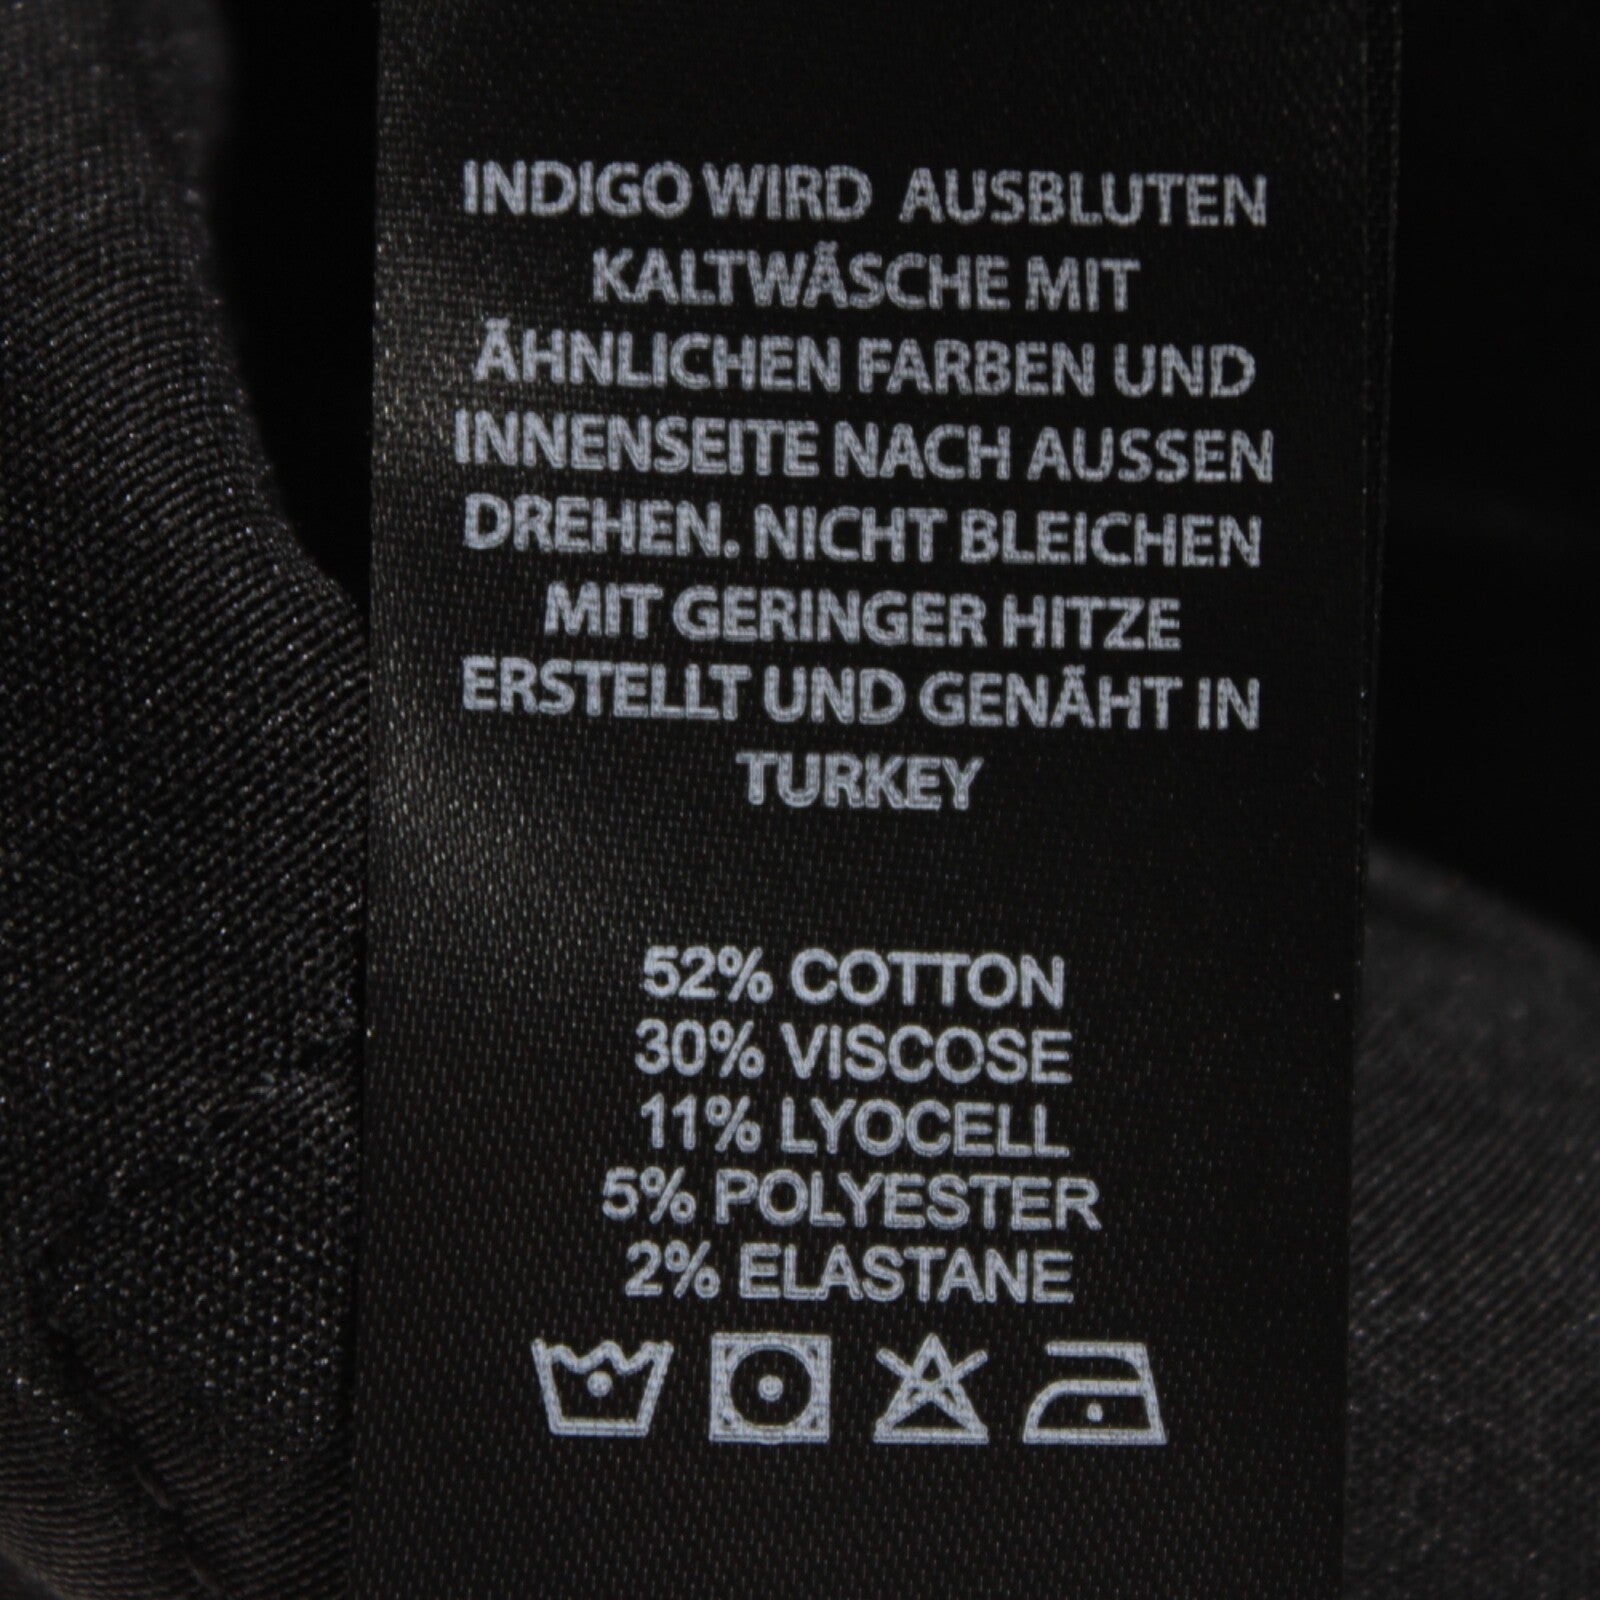 INDIGO WIRD AUSBLUTEN
KALTWÄSCHE MIT
ÄHNLICHEN FARBEN UND
INNENSEITE NACH AUSSEN
DREHEN. NICHT BLEICHEN
MIT GERINGER HITZE
ERSTELLT UND GENÄHT IN
TURKEY
52% COTTON
30% VISCOSE
11% LYOCELL
5% POLYESTER
2% ELASTANE